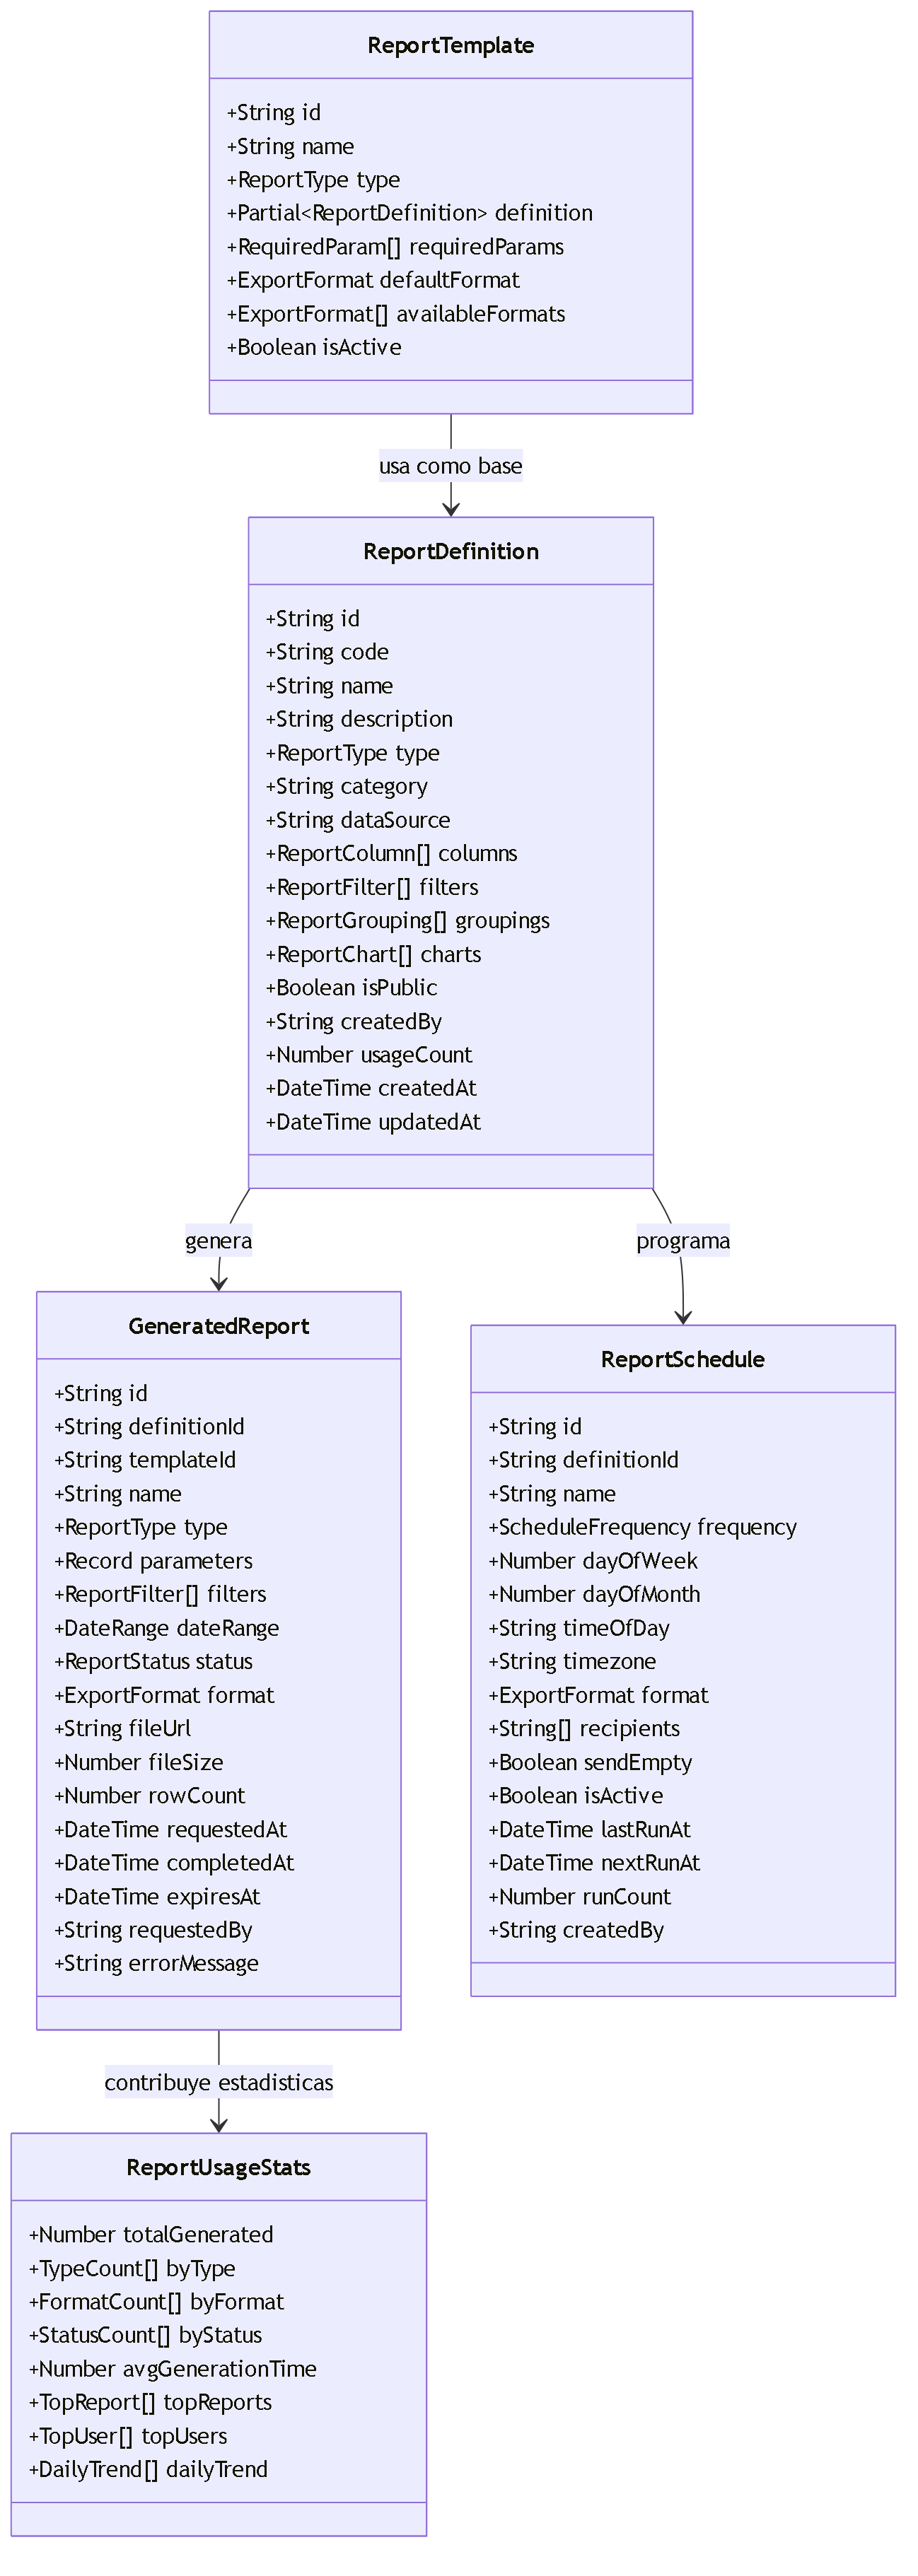 ReportTemplate
+String id
+String name
+ReportType type
+Partial<ReportDefinition> definition
+RequiredParam[] requiredParams
+ExportFormat defaultFormat
+ExportFormat[] availableFormats
+Boolean isActive
usa como base
ReportDefinition
+String id
+String code
+String name
+String description
+ReportType type
+String category
+String dataSource
+ReportColumn[] columns
+ReportFilter[] filters
+ReportGrouping[] groupings
+ReportChart[] charts
+Boolean isPublic
+String createdBy
+Number usageCount
+DateTime createdAt
+DateTime updatedAt
genera
programa
GeneratedReport
+String id
+String definitionId
+String templateId
+String name
+ReportType type
+Record parameters
+ReportFilter[] filters
+DateRange dateRange
+ReportStatus status
+ExportFormat format
+String fileUrl
+Number fileSize
+Number rowCount
+DateTime requestedAt
+DateTime completedAt
+DateTime expiresAt
+String requestedBy
+String errorMessage
ReportSchedule
+String id
+String definitionId
+String name
+ScheduleFrequency frequency
+Number dayOfWeek
+Number dayOfMonth
+String timeOfDay
+String timezone
+ExportFormat format
+String[] recipients
+Boolean sendEmpty
+Boolean isActive
+DateTime lastRunAt
+DateTime nextRunAt
+Number runCount
+String createdBy
contribuye estadisticas
ReportUsageStats
+Number totalGenerated
+TypeCount[] byType
+FormatCount[] byFormat
+StatusCount[] byStatus
+Number avgGenerationTime
+TopReport[] topReports
+TopUser[] topUsers
+DailyTrend[] dailyTrend